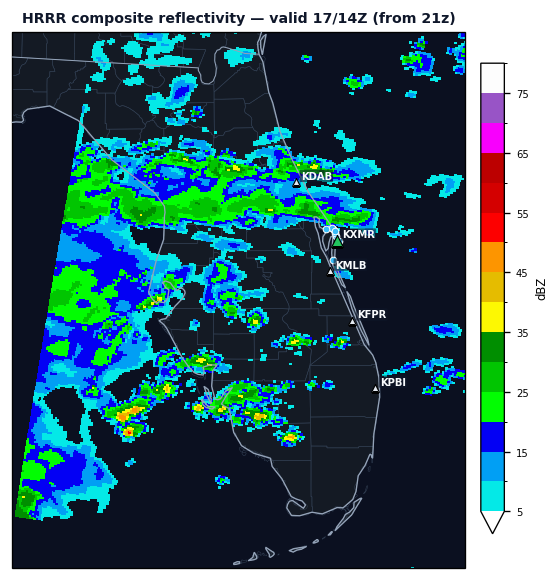 HRRR composite reflectivity — valid 17/14Z (from 21z)
KDAB
KXMR
KMLB
KFPR
KPBI
75
65
55
45
35
25
15
5
dBZ